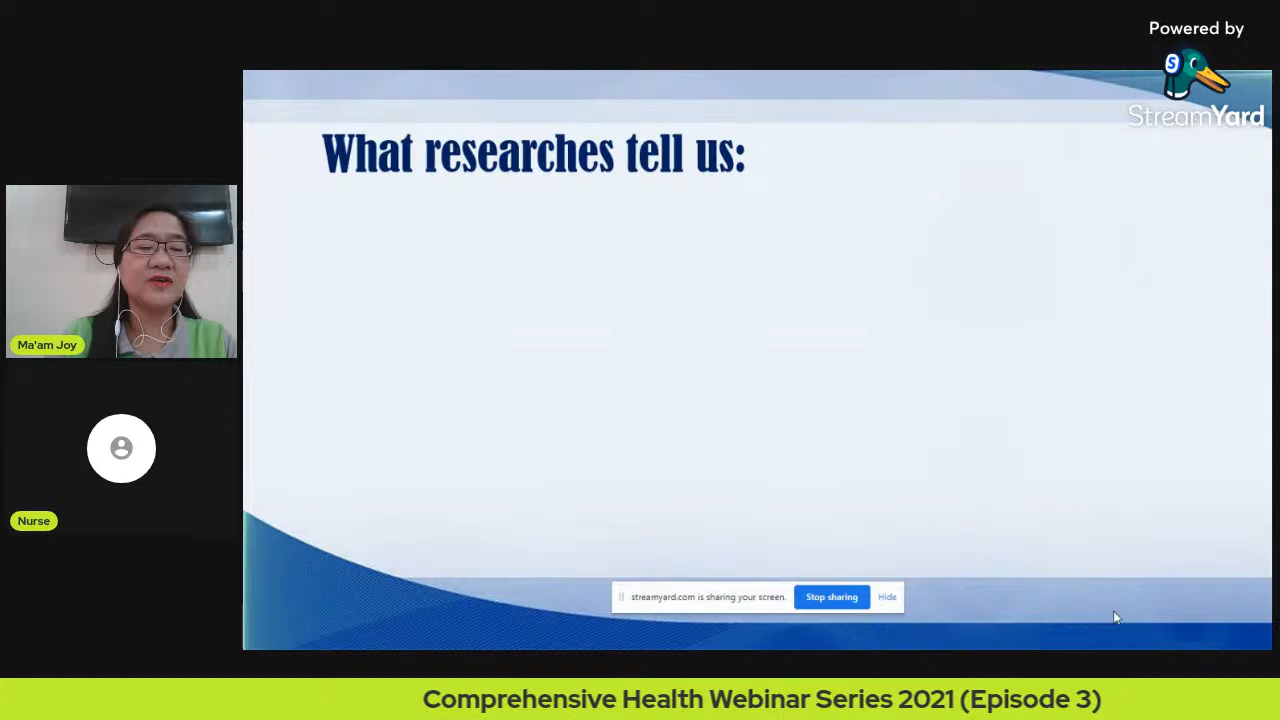 Powered by
StreamYard
What researches tell us:
Ma'am Joy
Nurse
streamyard.com is sharing your screen.
Stop sharing
Hide
Comprehensive Health Webinar Series 2021 (Episode 3)